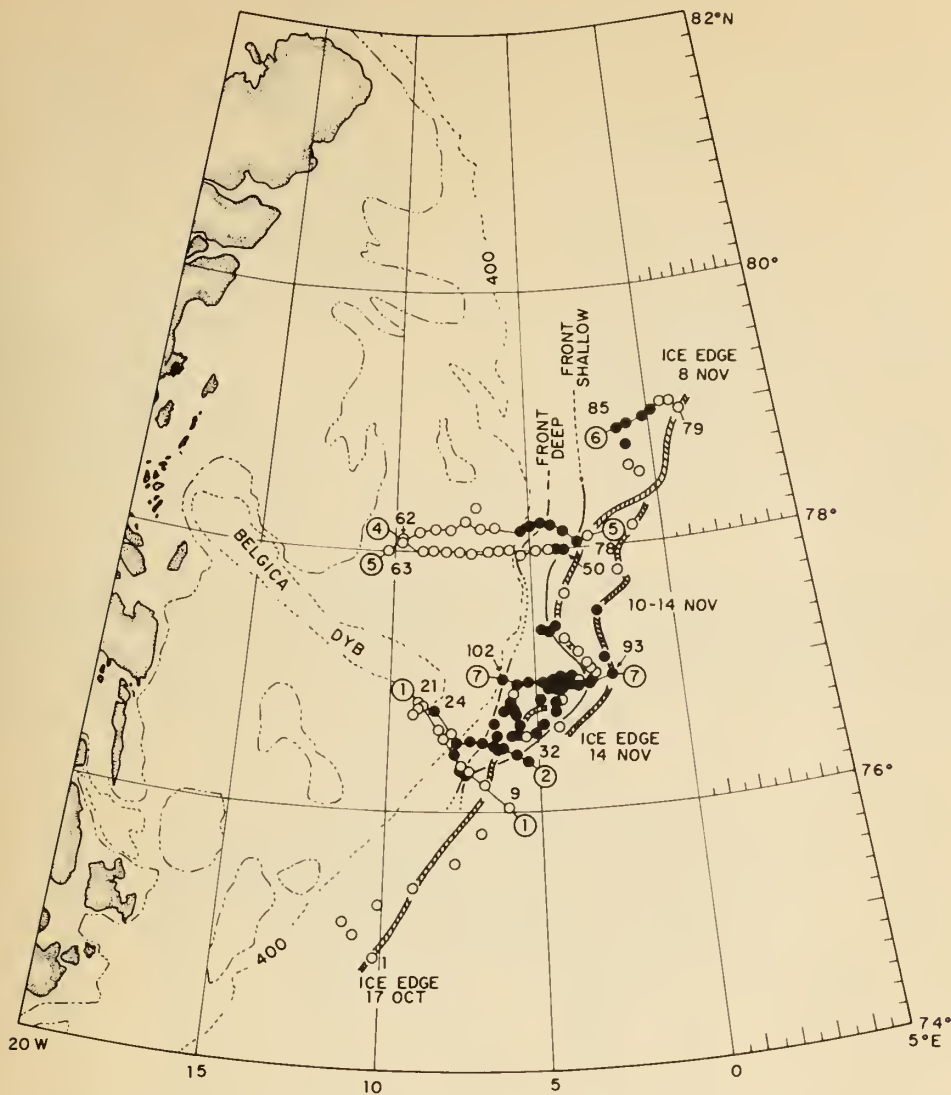 82°N
400
80°
FRONT SHALLOW
ICE EDGE
8 NOV
85
6
79
FRONT DEEP
4
62
5
78°
5
63
78
50
BELGICA
DYB
10-14 NOV
102
93
7
7
1
21
24
ICE EDGE
14 NOV
32
2
76°
9
1
400
1
ICE EDGE
17 OCT
74°
20 W
5°E
15
10
5
0